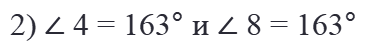 2) ∠ 4 = 163° и ∠ 8 = 163°